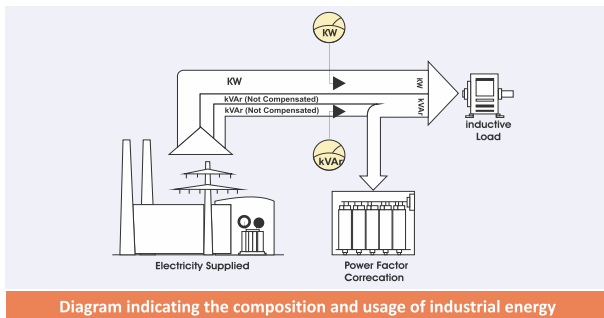 KW
KW
KW
kVAr (Not Compensated)
kVAr (Not Compensated)
kVAr
kVAr
inductive
Load
Electricity Supplied
Power Factor
Correcation
Diagram indicating the composition and usage of industrial energy